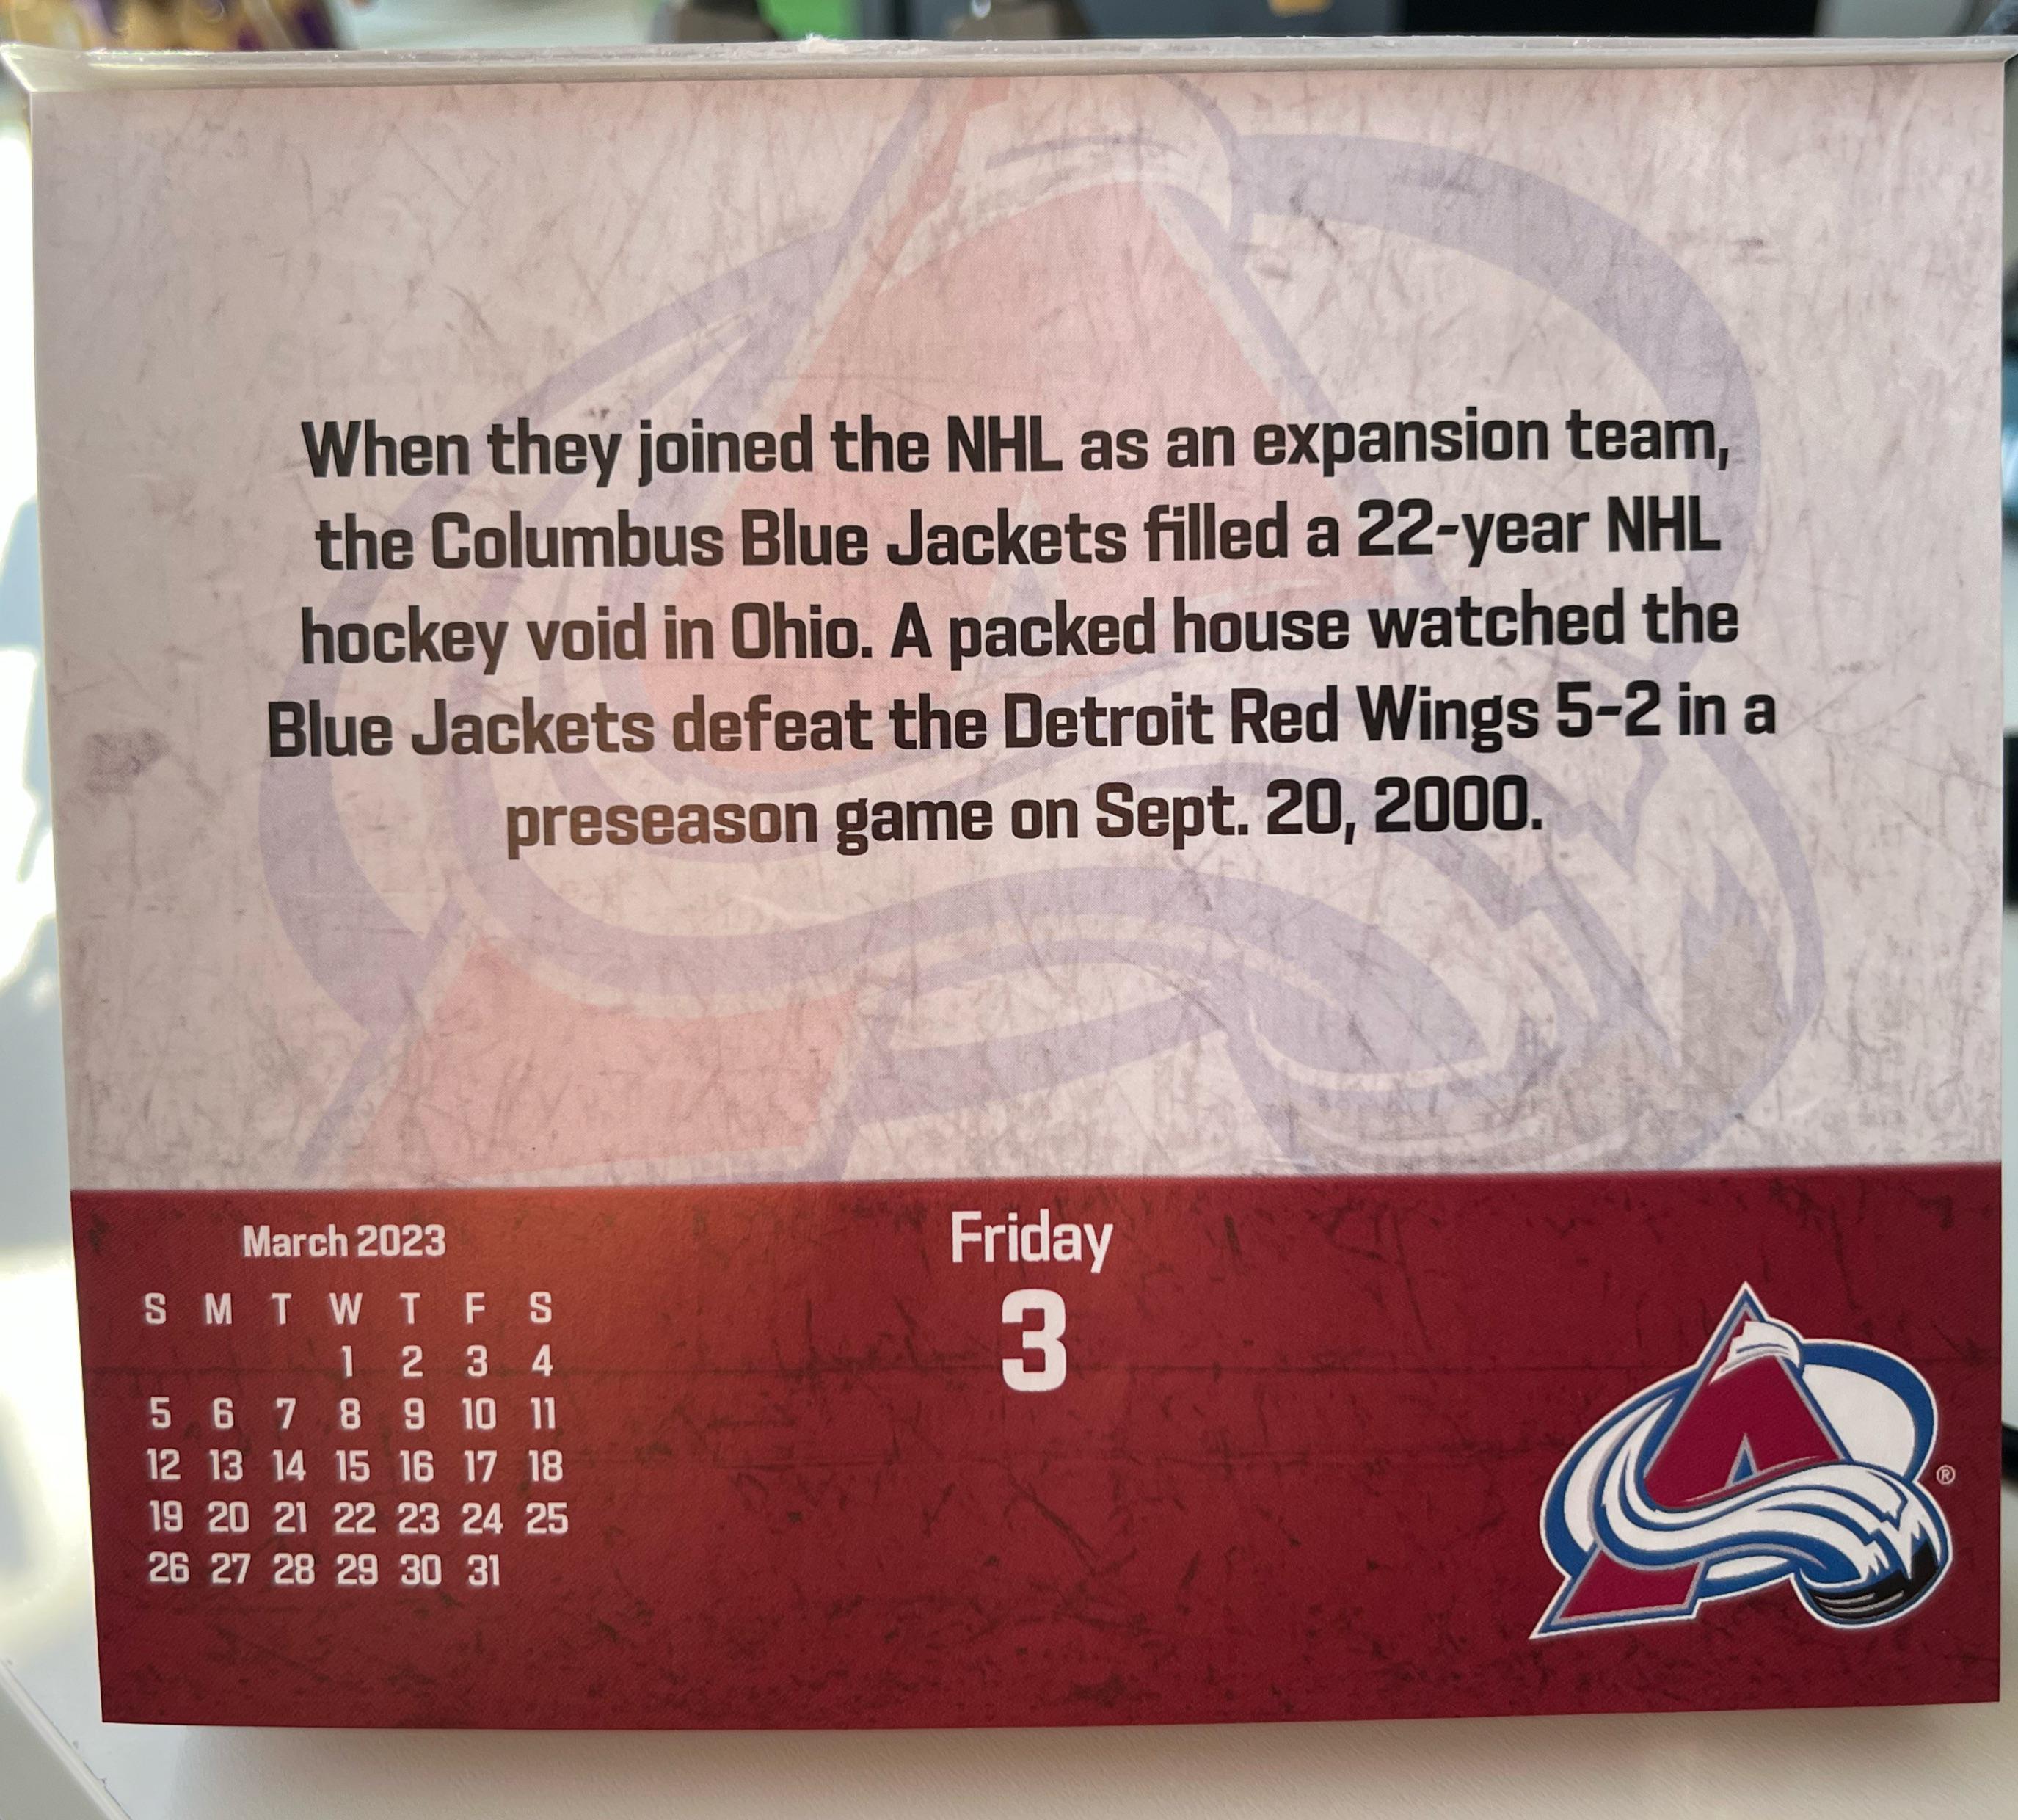 When they joined the NHL as an expansion team,
the Columbus Blue Jackets filled a 22-year NHL
hockey void in Ohio. A packed house watched the
Blue Jackets defeat the Detroit Red Wings 5-2 in a
preseason game on Sept. 20, 2000.
March 2023
S M T W T F S
1 2 3 4
5 6 7 8 9 10 11
12 13 14 15 16 17 18
19 20 21 22 23 24 25
26 27 28 29 30 31
Friday
3
A
®